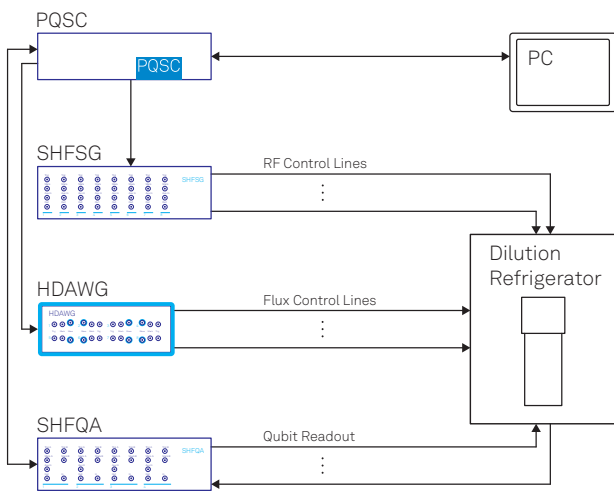 PQSC
PQSC
PC
SHFSG
SHFSG
RF Control Lines
Dilution
Refrigerator
HDAWG
HDAWG
Flux Control Lines
SHFQA
SHFQA
Qubit Readout